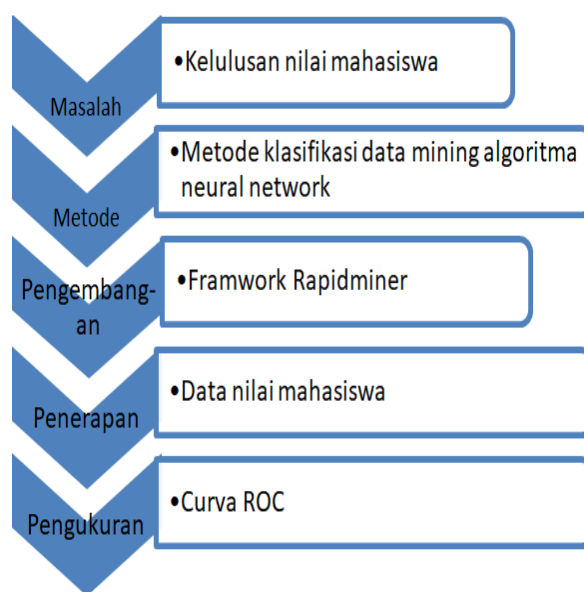 Masalah
•Kelulusan nilai mahasiswa
Metode
•Metode klasifikasi data mining algoritma
neural network
Pengembang-
an
•Framwork Rapidminer
Penerapan
•Data nilai mahasiswa
Pengukuran
•Curva ROC